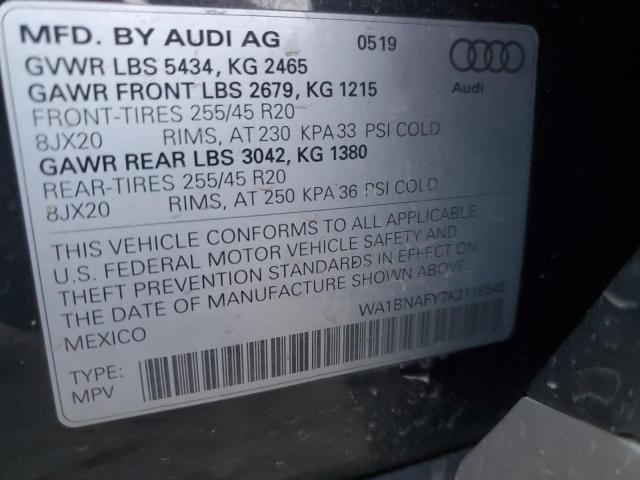 MFD. BY AUDI AG 0519
GVWR LBS 5434, KG 2465
Audi
GAWR FRONT LBS 2679, KG 1215
FRONT-TIRES 255/45 R20
8JX20 RIMS, AT 230 KPA 33 PSI COLD
GAWR REAR LBS 3042, KG 1380
REAR-TIRES 255/45 R20
8JX20 RIMS, AT 250 KPA 36 PSI COLD
THIS VEHICLE CONFORMS TO ALL APPLICABLE
U.S. FEDERAL MOTOR VEHICLE SAFETY AND
THEFT PREVENTION STANDARDS IN EFFECT ON
THE DATE OF MANUFACTURE SHOWN ABOVE.
MEXICO WA1BNAFY7K2118545
TYPE:
MPV